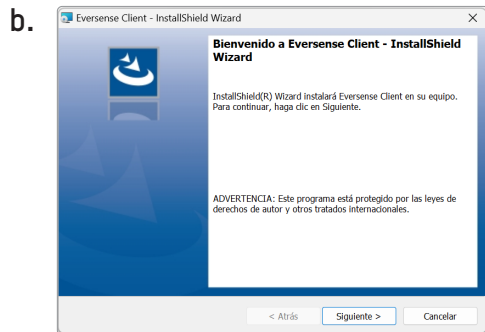 b.
Eversense Client - InstallShield Wizard
Bienvenido a Eversense Client - InstallShield
Wizard
InstallShield(R) Wizard instalará Eversense Client en su equipo.
Para continuar, haga clic en Siguiente.
ADVERTENCIA: Este programa está protegido por las leyes de
derechos de autor y otros tratados internacionales.
< Atrás Siguiente > Cancelar